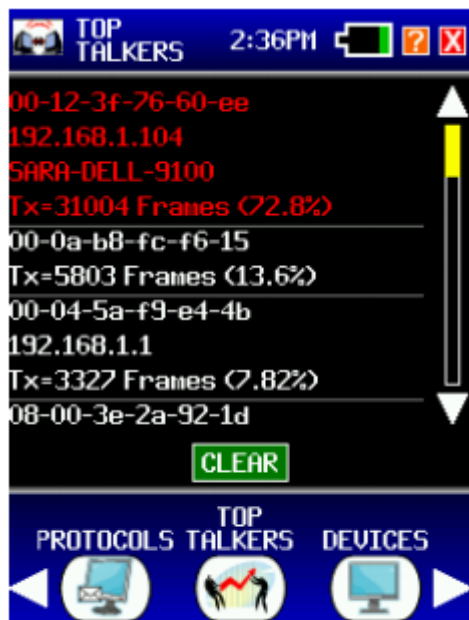 TOP
TALKERS
2:36PM
?
X
00-12-3f-76-60-ee
192.168.1.104
SARA-DELL-9100
Tx=31004 Frames (72.8%)
00-0a-b8-fc-f6-15
Tx=5803 Frames (13.6%)
00-04-5a-f9-e4-4b
192.168.1.1
Tx=3327 Frames (7.82%)
08-00-3e-2a-92-1d
CLEAR
PROTOCOLS
TOP
TALKERS
DEVICES